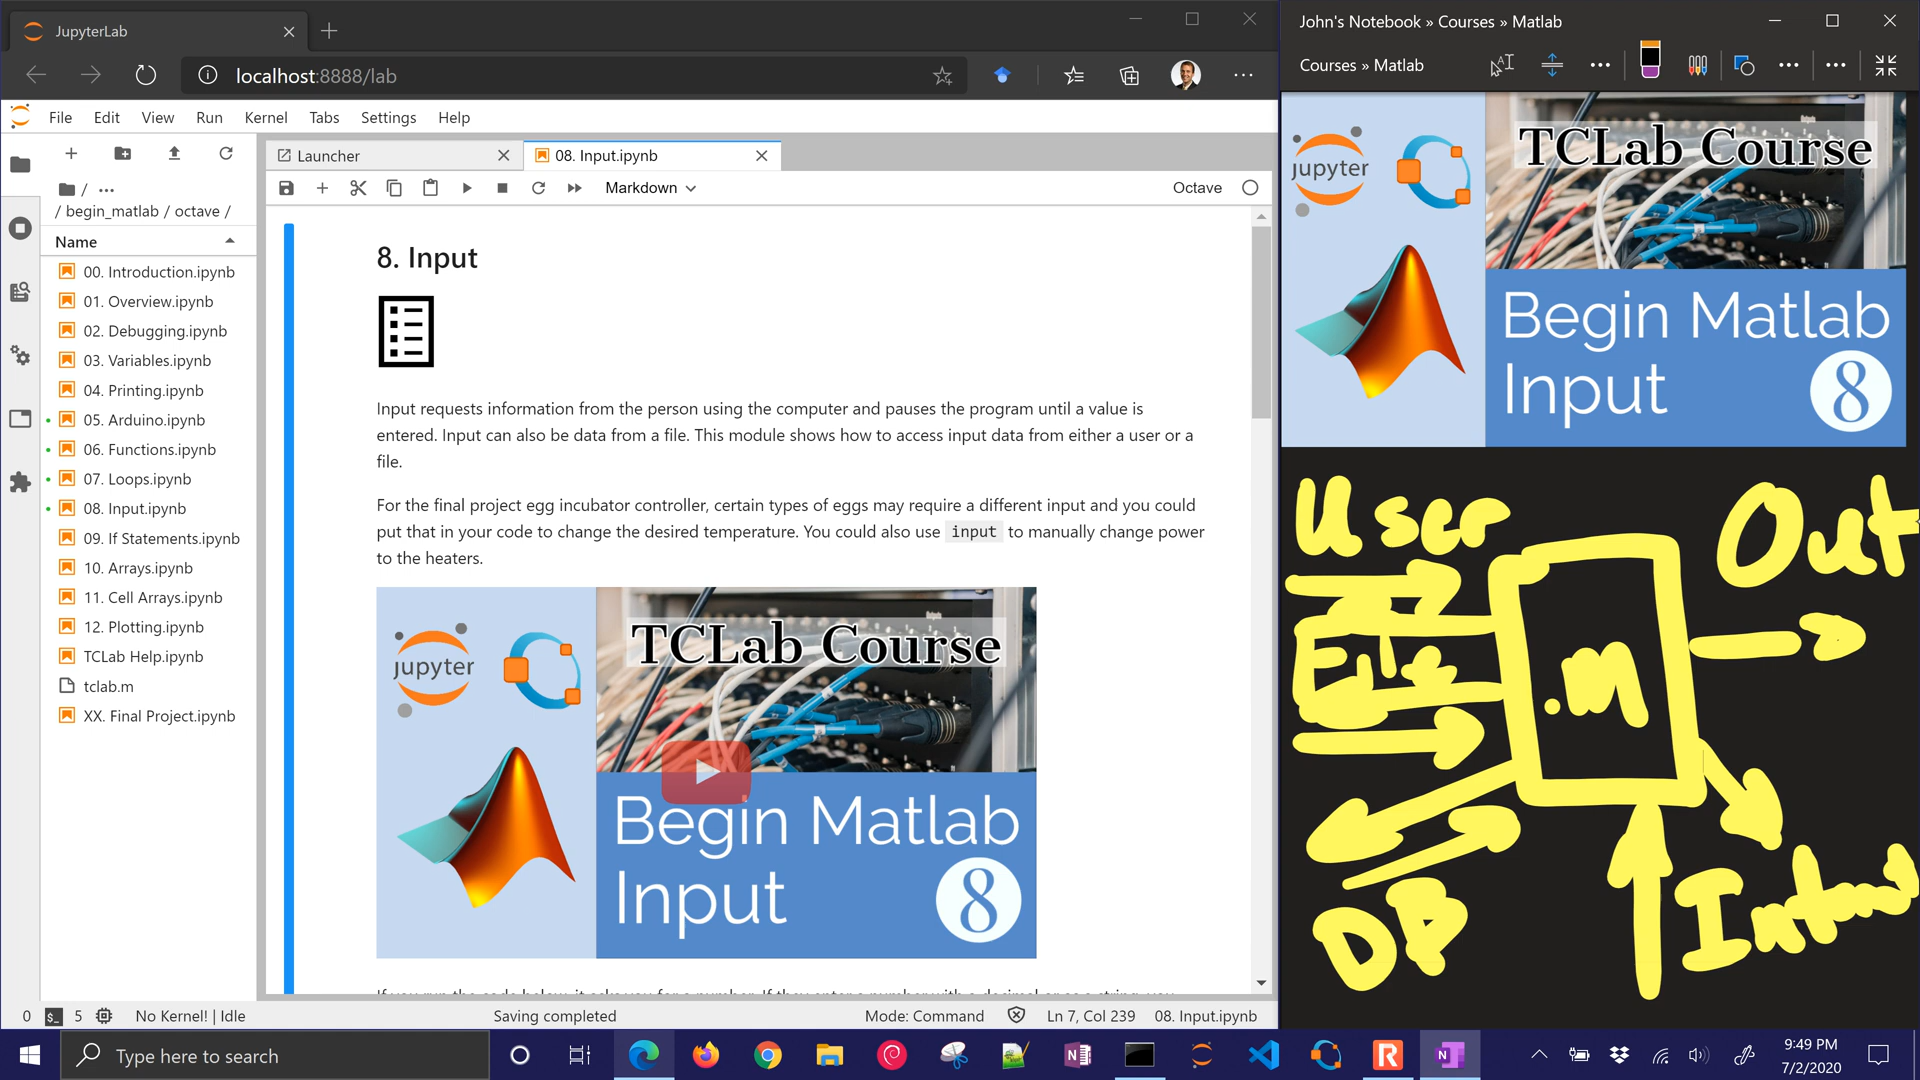 JupyterLab
localhost:8888/lab
File Edit View Run Kernel Tabs Settings Help
/ ...
/ begin_matlab / octave /
Name
00. Introduction.ipynb
01. Overview.ipynb
02. Debugging.ipynb
03. Variables.ipynb
04. Printing.ipynb
05. Arduino.ipynb
06. Functions.ipynb
07. Loops.ipynb
08. Input.ipynb
09. If Statements.ipynb
10. Arrays.ipynb
11. Cell Arrays.ipynb
12. Plotting.ipynb
TCLab Help.ipynb
tclab.m
XX. Final Project.ipynb
Launcher
08. Input.ipynb
Markdown
Octave
8. Input
Input requests information from the person using the computer and pauses the program until a value is
entered. Input can also be data from a file. This module shows how to access input data from either a user or a
file.
For the final project egg incubator controller, certain types of eggs may require a different input and you could
put that in your code to change the desired temperature. You could also use input to manually change power
to the heaters.
jupyter
TCLab Course
Begin Matlab
Input
8
0 $_ 5 No Kernel! | Idle
Saving completed
Mode: Command
Ln 7, Col 239
08. Input.ipynb
John's Notebook » Courses » Matlab
Courses » Matlab
jupyter
TCLab Course
Begin Matlab
Input
8
User
Out
.m
DB
Type here to search
9:49 PM
7/2/2020